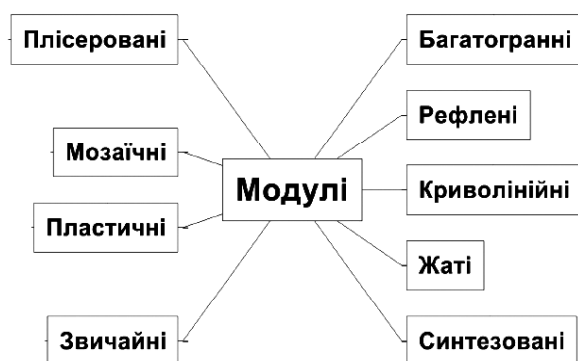 Плісеровані
Багатогранні
Рефлені
Мозаїчні
Модулі
Криволінійні
Пластичні
Жаті
Звичайні
Синтезовані